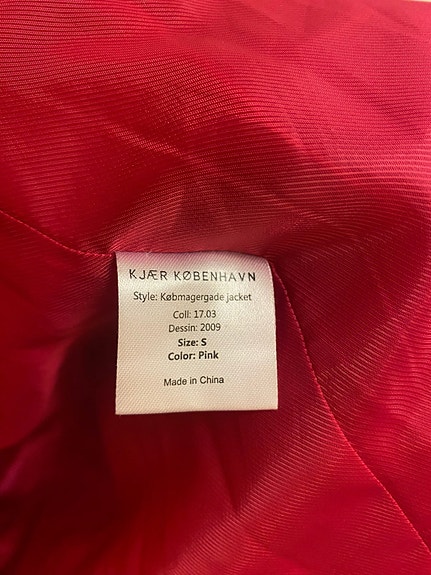 KJÆR KØBENHAVN
Style: Købmagergade jacket
Coll: 17.03
Dessin: 2009
Size: S
Color: Pink
Made in China